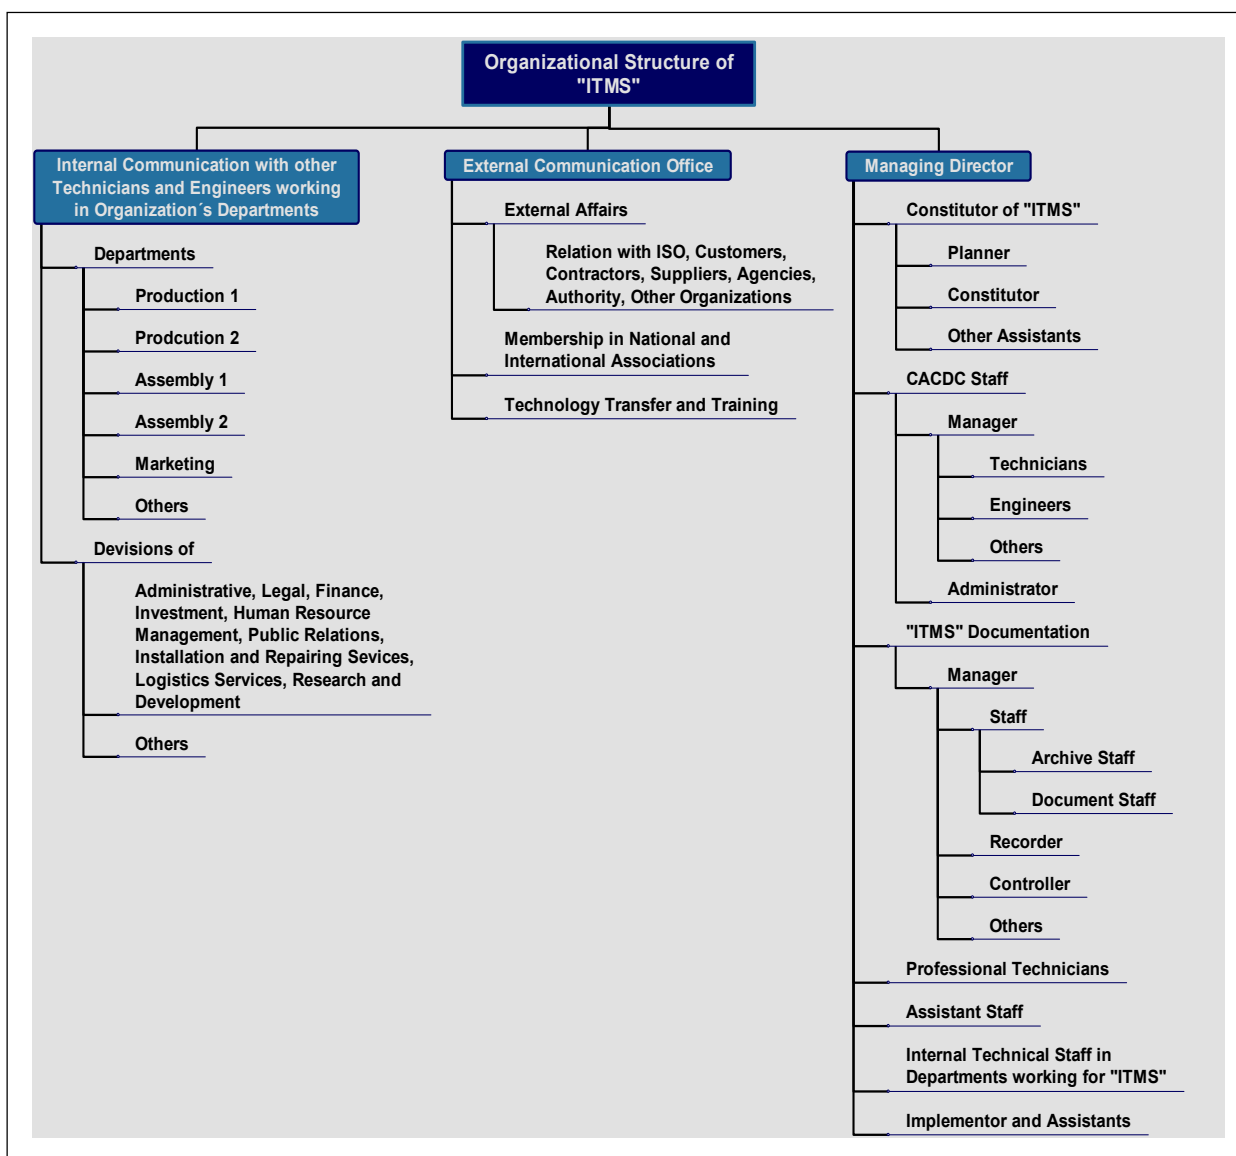 Organizational Structure of
"ITMS"
Internal Communication with other
Technicians and Engineers working
in Organization´s Departments
Departments
Production 1
Prodcution 2
Assembly 1
Assembly 2
Marketing
Others
Devisions of
Administrative, Legal, Finance,
Investment, Human Resource
Management, Public Relations,
Installation and Repairing Sevices,
Logistics Services, Research and
Development
Others
External Communication Office
External Affairs
Relation with ISO, Customers,
Contractors, Suppliers, Agencies,
Authority, Other Organizations
Membership in National and
International Associations
Technology Transfer and Training
Managing Director
Constitutor of "ITMS"
Planner
Constitutor
Other Assistants
CACDC Staff
Manager
Technicians
Engineers
Others
Administrator
"ITMS" Documentation
Manager
Staff
Archive Staff
Document Staff
Recorder
Controller
Others
Professional Technicians
Assistant Staff
Internal Technical Staff in
Departments working for "ITMS"
Implementor and Assistants